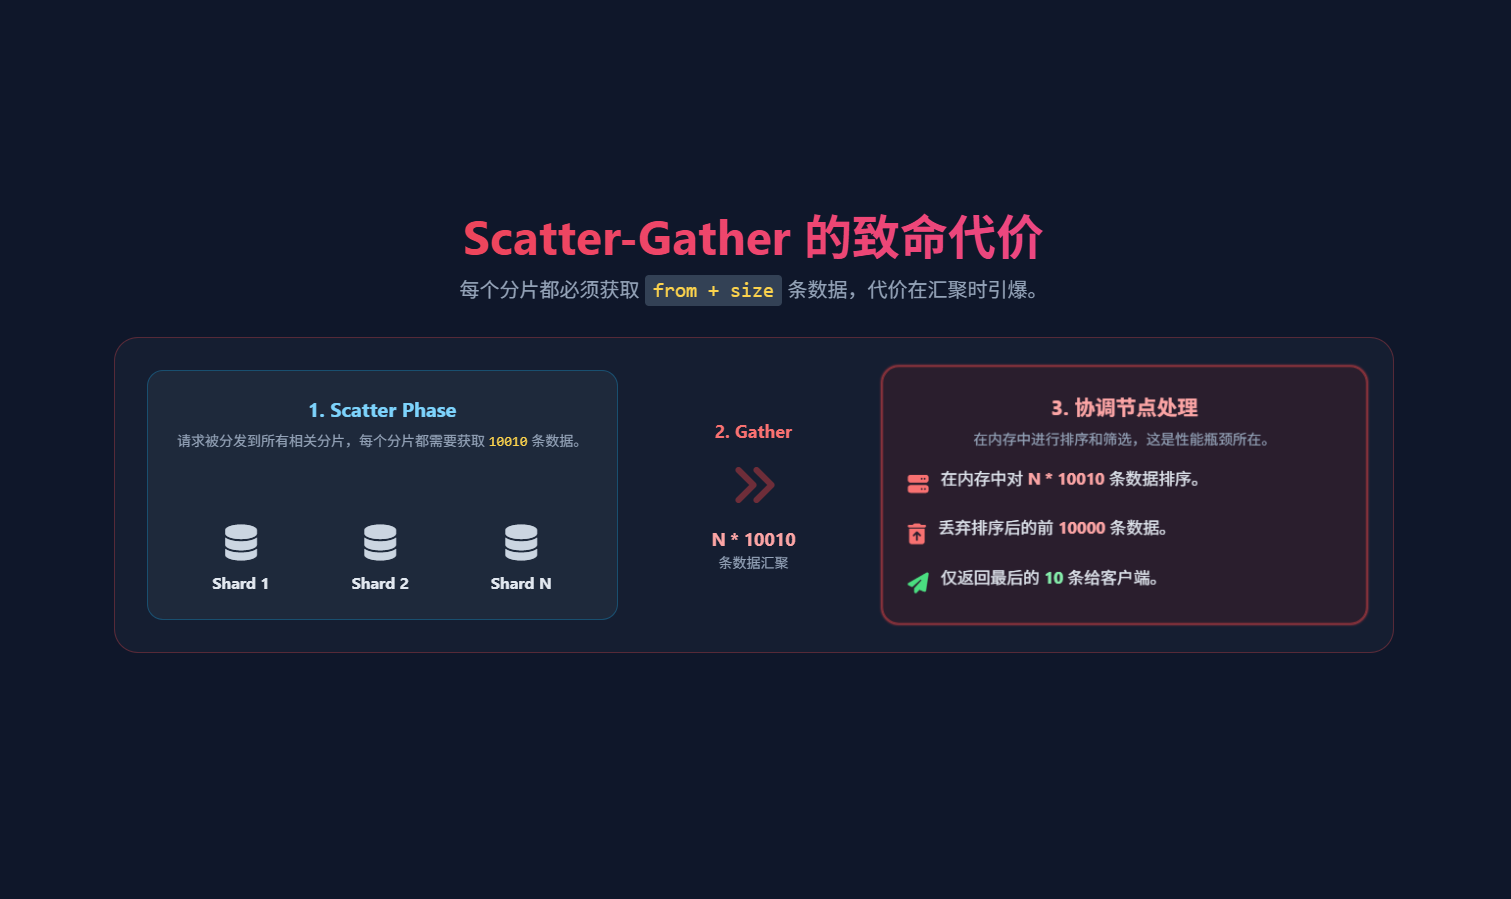 Scatter-Gather 的致命代价
每个分片都必须获取 from + size 条数据，代价在汇聚时引爆。
1. Scatter Phase
请求被分发到所有相关分片，每个分片都需要获取 10010 条数据。
Shard 1
Shard 2
Shard N
2. Gather
N * 10010
条数据汇聚
3. 协调节点处理
在内存中进行排序和筛选，这是性能瓶颈所在。
在内存中对 N * 10010 条数据排序。
丢弃排序后的前 10000 条数据。
仅返回最后的 10 条给客户端。